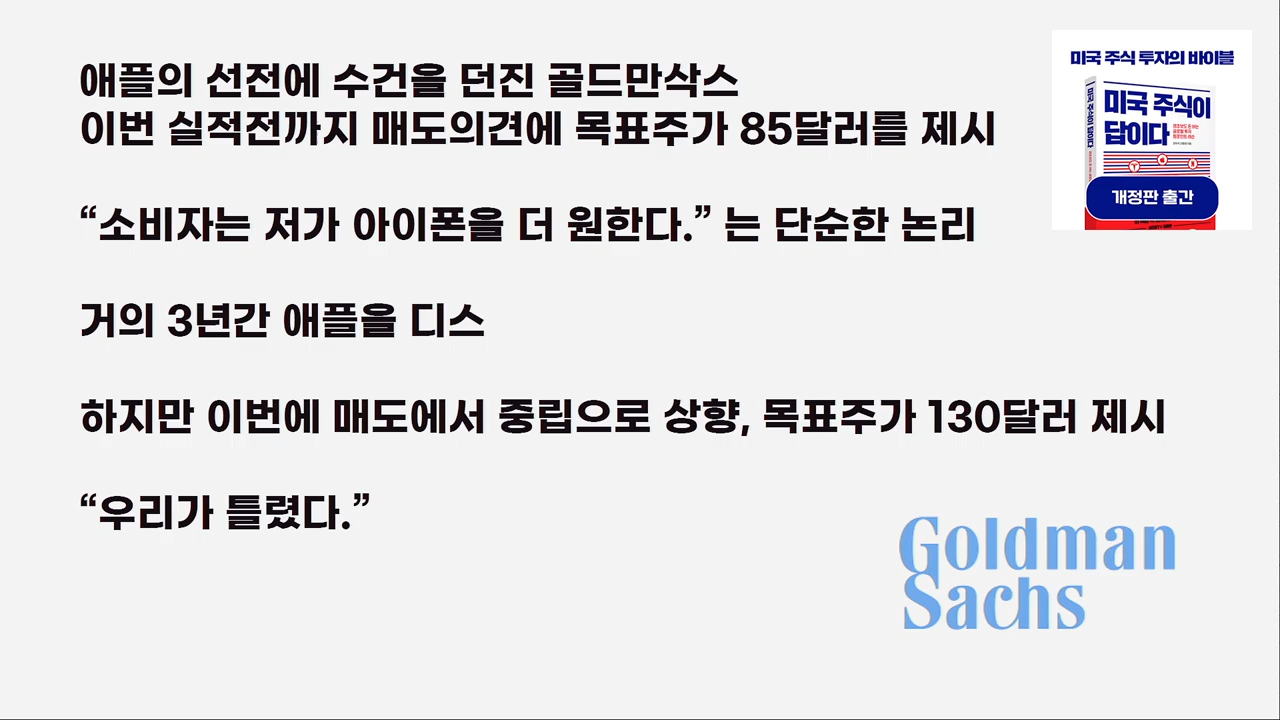 애플의 선전에 수건을 던진 골드만삭스
이번 실적전까지 매도의견에 목표주가 85달러를 제시
“소비자는 저가 아이폰을 더 원한다.” 는 단순한 논리
거의 3년간 애플을 디스
하지만 이번에 매도에서 중립으로 상향, 목표주가 130달러 제시
“우리가 틀렸다.”
미국 주식 투자의 바이블
미국 주식이
답이다
개정판 출간
Goldman
Sachs